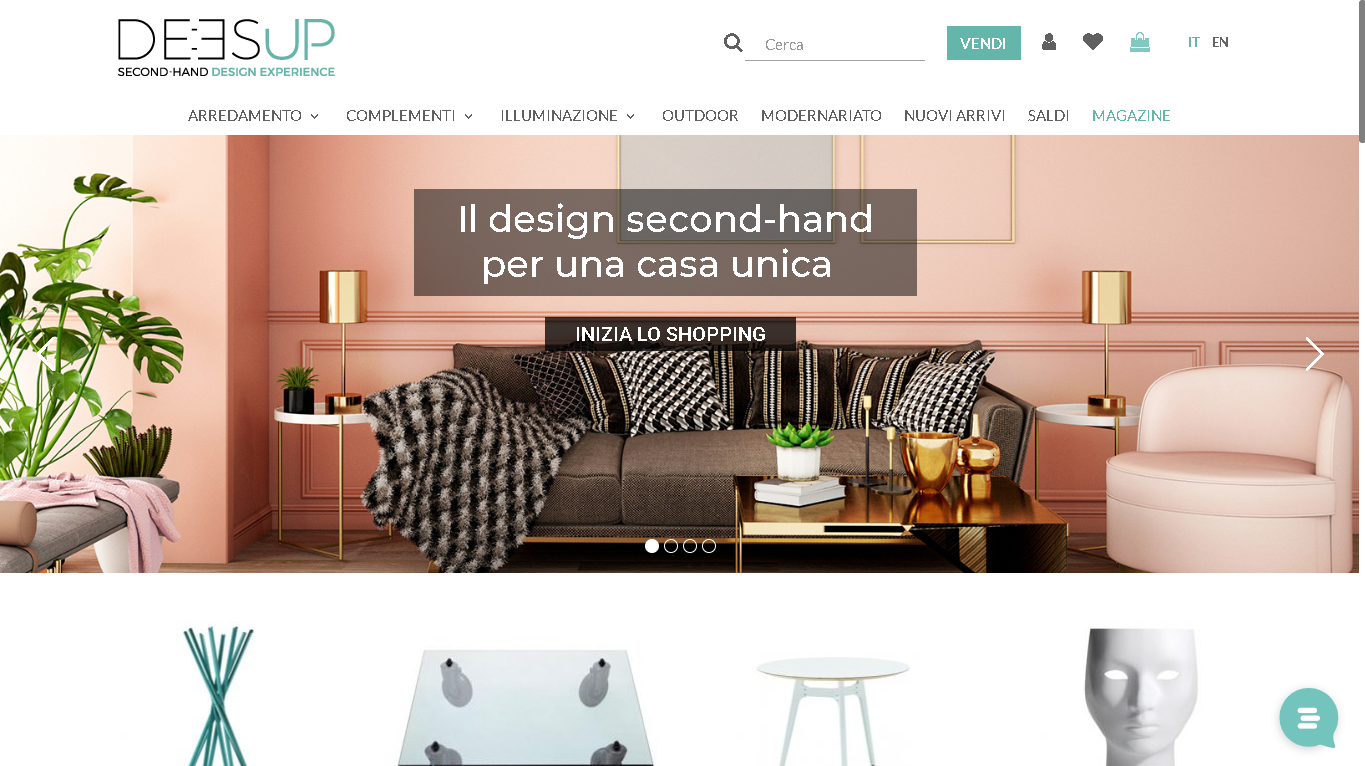 DEESUP
SECOND-HAND DESIGN EXPERIENCE
Cerca
VENDI
IT EN
ARREDAMENTO COMPLEMENTI ILLUMINAZIONE OUTDOOR MODERNARIATO NUOVI ARRIVI SALDI MAGAZINE
Il design second-hand
per una casa unica
INIZIA LO SHOPPING